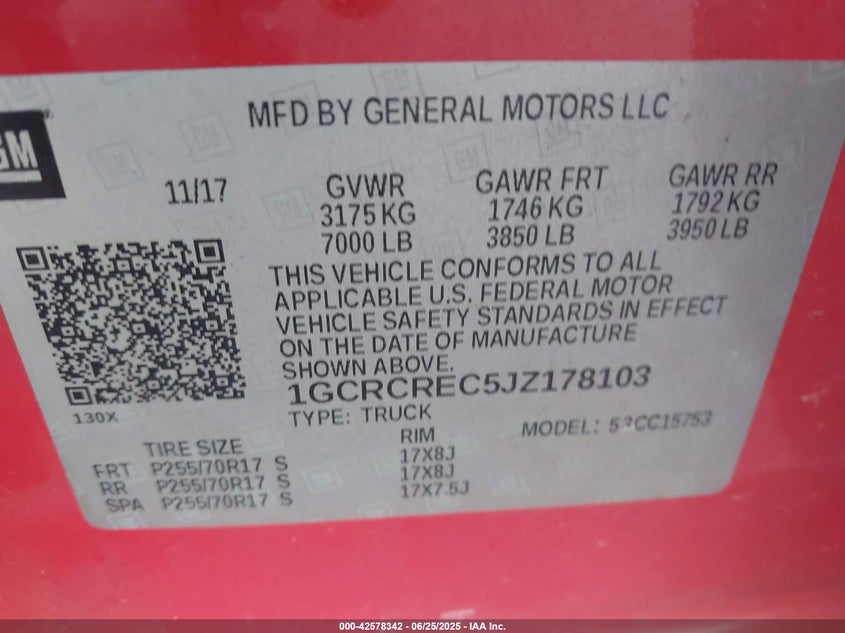 GM
MFD BY GENERAL MOTORS LLC
11/17 GVWR GAWR FRT GAWR RR
3175 KG 1746 KG 1792 KG
7000 LB 3850 LB 3950 LB
THIS VEHICLE CONFORMS TO ALL
APPLICABLE U.S. FEDERAL MOTOR
VEHICLE SAFETY STANDARDS IN EFFECT
ON THE DATE OF MANUFACTURE
SHOWN ABOVE.
1GCRCREC5JZ178103
TYPE: TRUCK MODEL:
130X
TIRE SIZE RIM
FRT P255/70R17 S 17X8J
RR P255/70R17 S 17X8J
SPA P255/70R17 S 17X7.5J
000-42578342 / 06/25/2025 - IAA Inc.